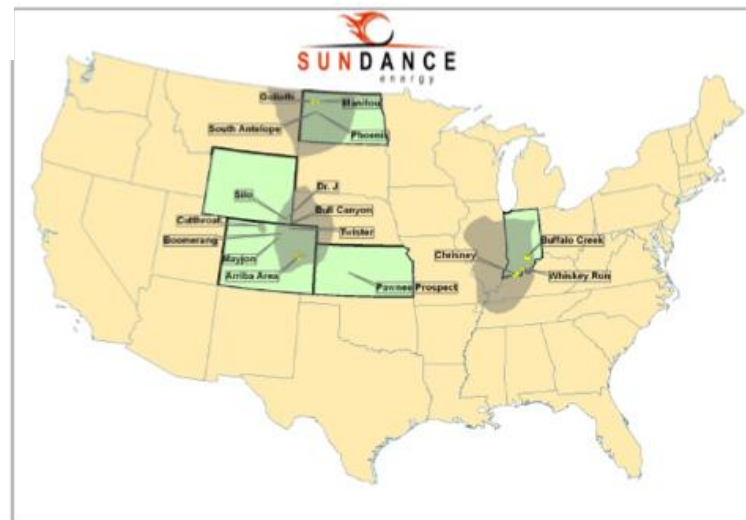 SUNDANCE
energy
Goliath
Manitou
South Antelope
Phoenix
Silo
Dr. J
Bull Canyon
Cutthroat
Twister
Boomerang
Mayjon
Arriba Area
Pawnee Prospect
Buffalo Creek
Chrisney
Whiskey Run